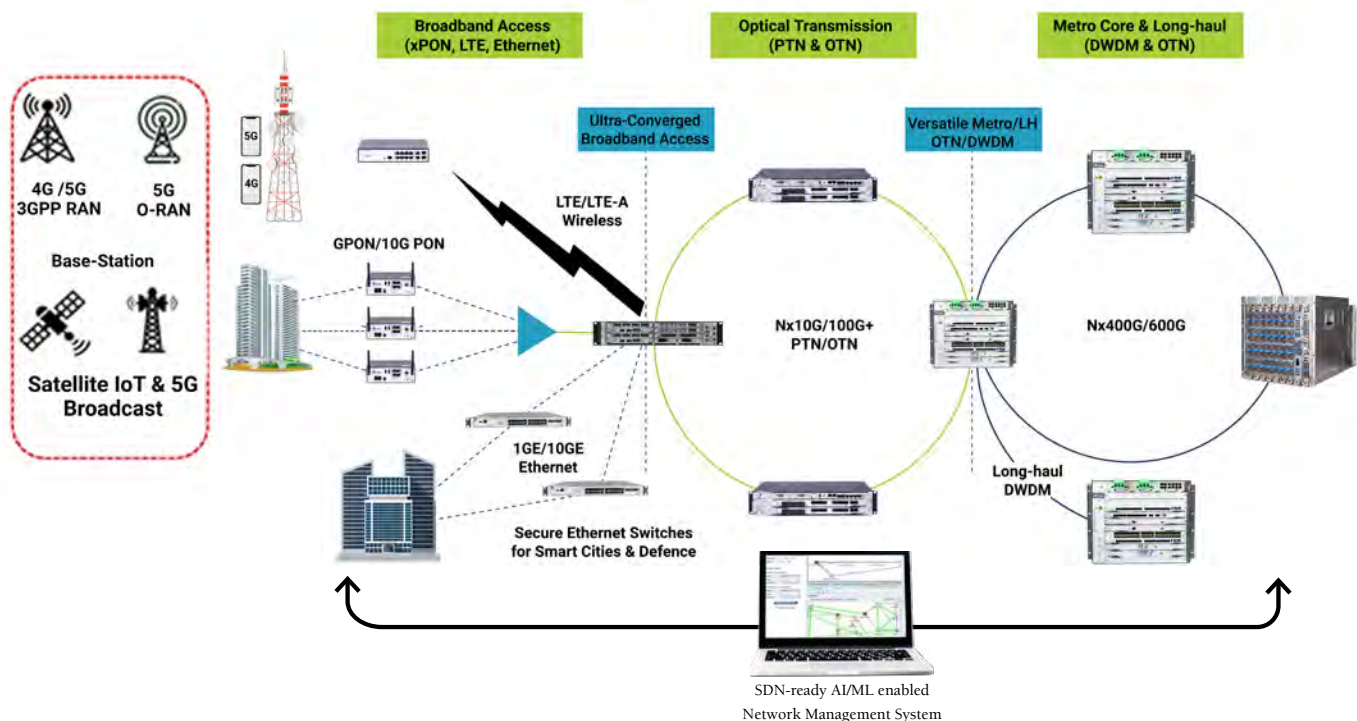 Broadband Access
(xPON, LTE, Ethernet)
Optical Transmission
(PTN & OTN)
Metro Core & Long-haul
(DWDM & OTN)
4G /5G
3GPP RAN
5G
O-RAN
Base-Station
Satellite IoT & 5G
Broadcast
5G
4G
Ultra-Converged
Broadband Access
Versatile Metro/LH
OTN/DWDM
LTE/LTE-A
Wireless
GPON/10G PON
Nx10G/100G+
PTN/OTN
Nx400G/600G
1GE/10GE
Ethernet
Long-haul
DWDM
Secure Ethernet Switches
for Smart Cities & Defence
SDN-ready AI/ML enabled
Network Management System